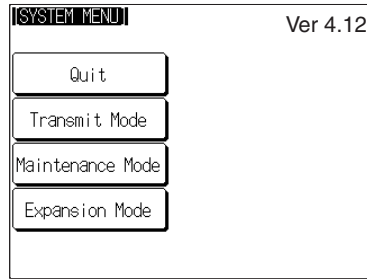 [SYSTEM MENU]
Ver 4.12
Quit
Transmit Mode
Maintenance Mode
Expansion Mode